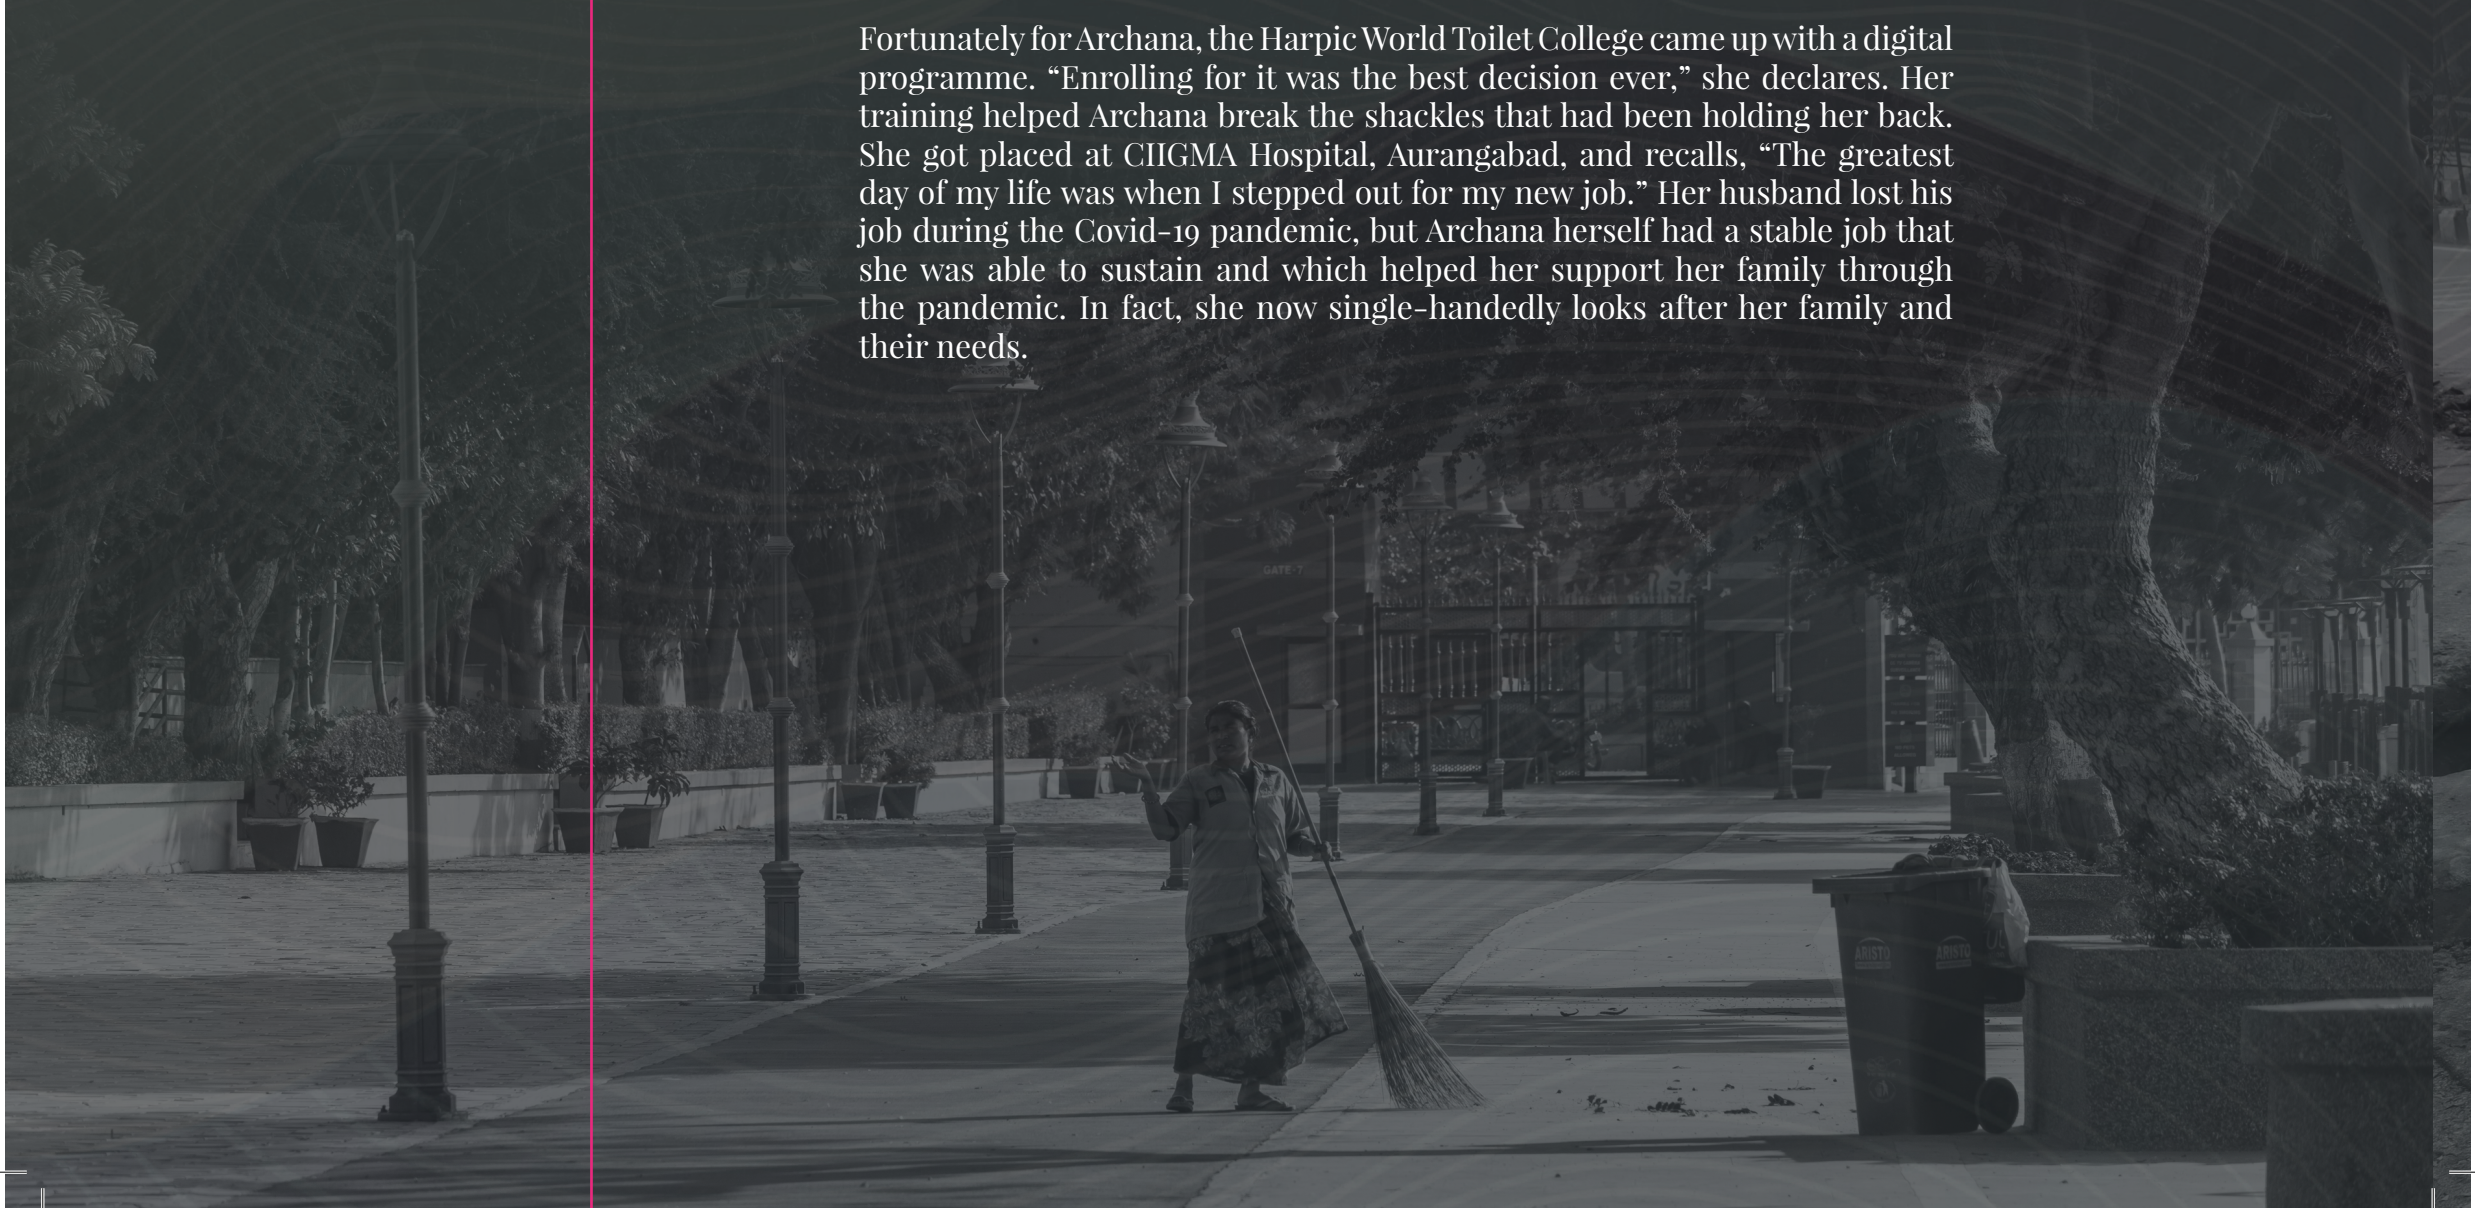 Fortunately for Archana, the Harpic World Toilet College came up with a digital
programme. “Enrolling for it was the best decision ever,” she declares. Her
training helped Archana break the shackles that had been holding her back.
She got placed at CIIGMA Hospital, Aurangabad, and recalls, “The greatest
day of my life was when I stepped out for my new job.” Her husband lost his
job during the Covid-19 pandemic, but Archana herself had a stable job that
she was able to sustain and which helped her support her family through
the pandemic. In fact, she now single-handedly looks after her family and
their needs.
GATE-7
ARISTO ARISTO